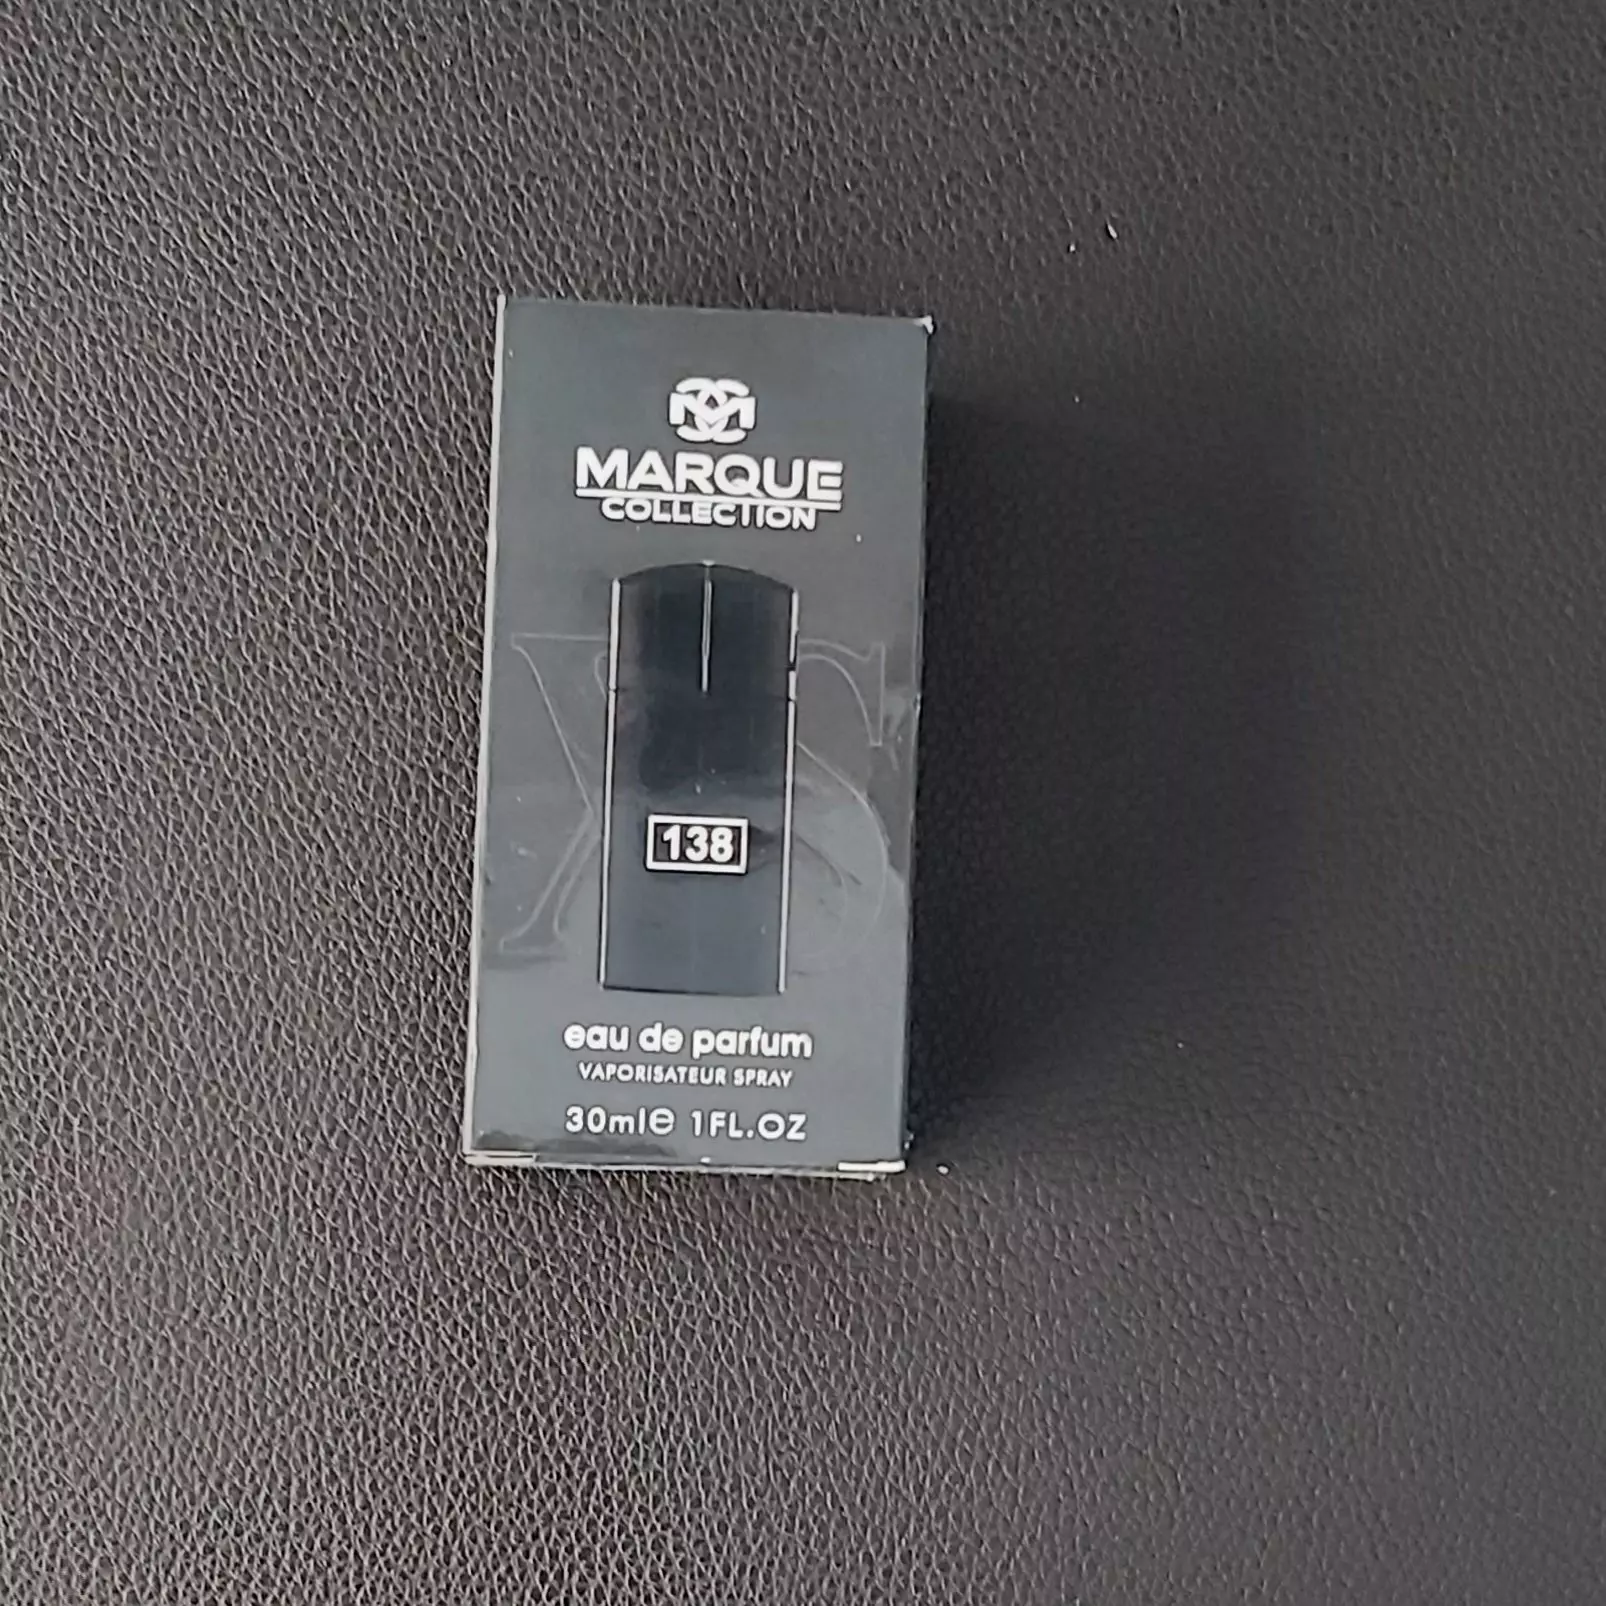 MARQUE
COLLECTION
138
eau de parfum
VAPORISATEUR SPRAY
30ml℮ 1FL.OZ